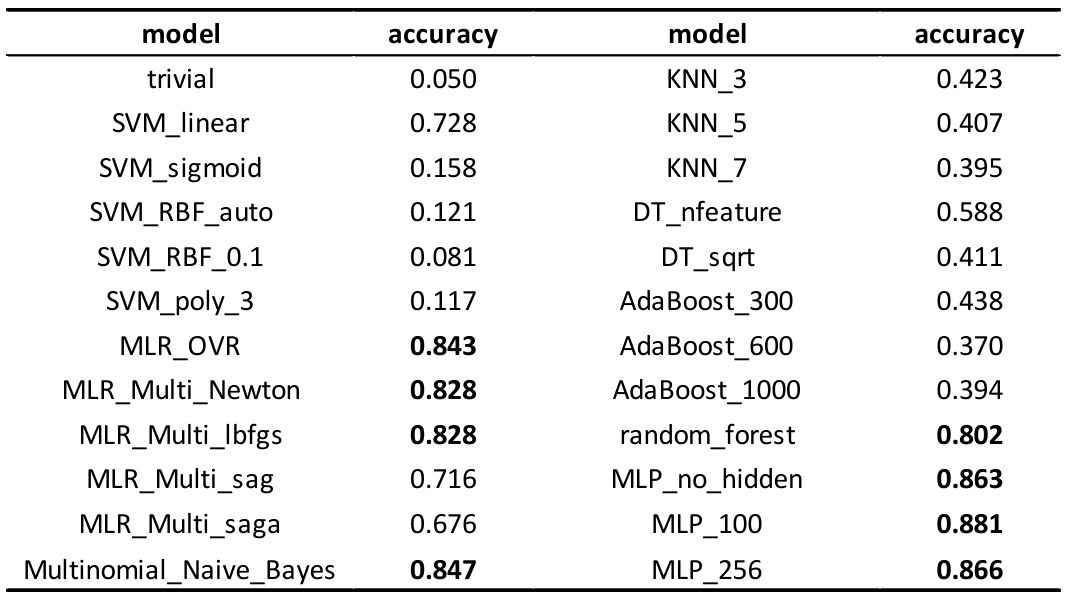 model accuracy model accuracy
trivial 0.050 KNN_3 0.423
SVM_linear 0.728 KNN_5 0.407
SVM_sigmoid 0.158 KNN_7 0.395
SVM_RBF_auto 0.121 DT_nfeature 0.588
SVM_RBF_0.1 0.081 DT_sqrt 0.411
SVM_poly_3 0.117 AdaBoost_300 0.438
MLR_OVR 0.843 AdaBoost_600 0.370
MLR_Multi_Newton 0.828 AdaBoost_1000 0.394
MLR_Multi_lbfgs 0.828 random_forest 0.802
MLR_Multi_sag 0.716 MLP_no_hidden 0.863
MLR_Multi_saga 0.676 MLP_100 0.881
Multinomial_Naive_Bayes 0.847 MLP_256 0.866